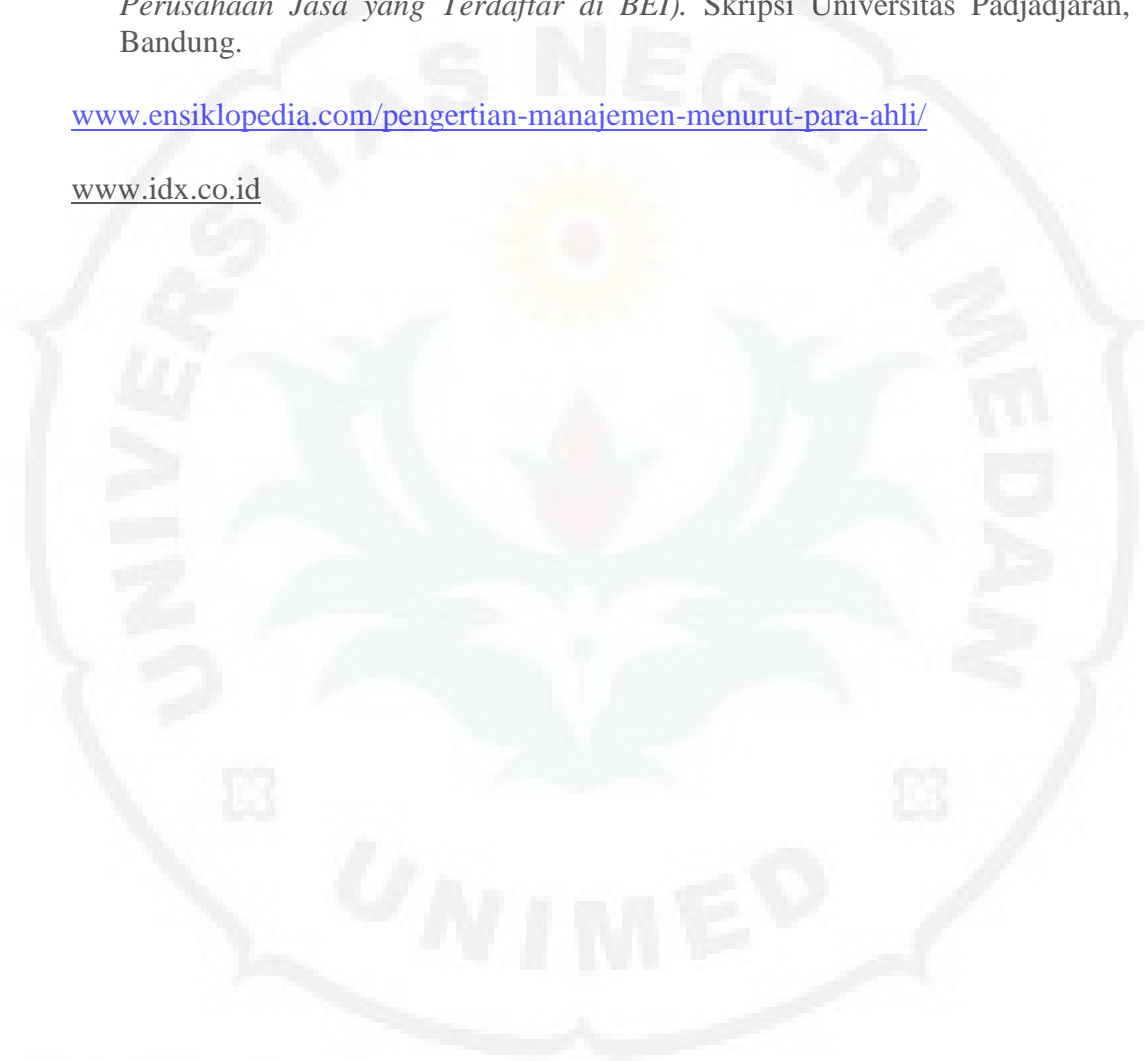 Perusahaan Jasa yang Terdaftar di BEI). Skripsi Universitas Padjadjaran,
Bandung.
www.ensiklopedia.com/pengertian-manajemen-menurut-para-ahli/
www.idx.co.id
UNIVERSITAS NEGERI MEDAN
UNIMED